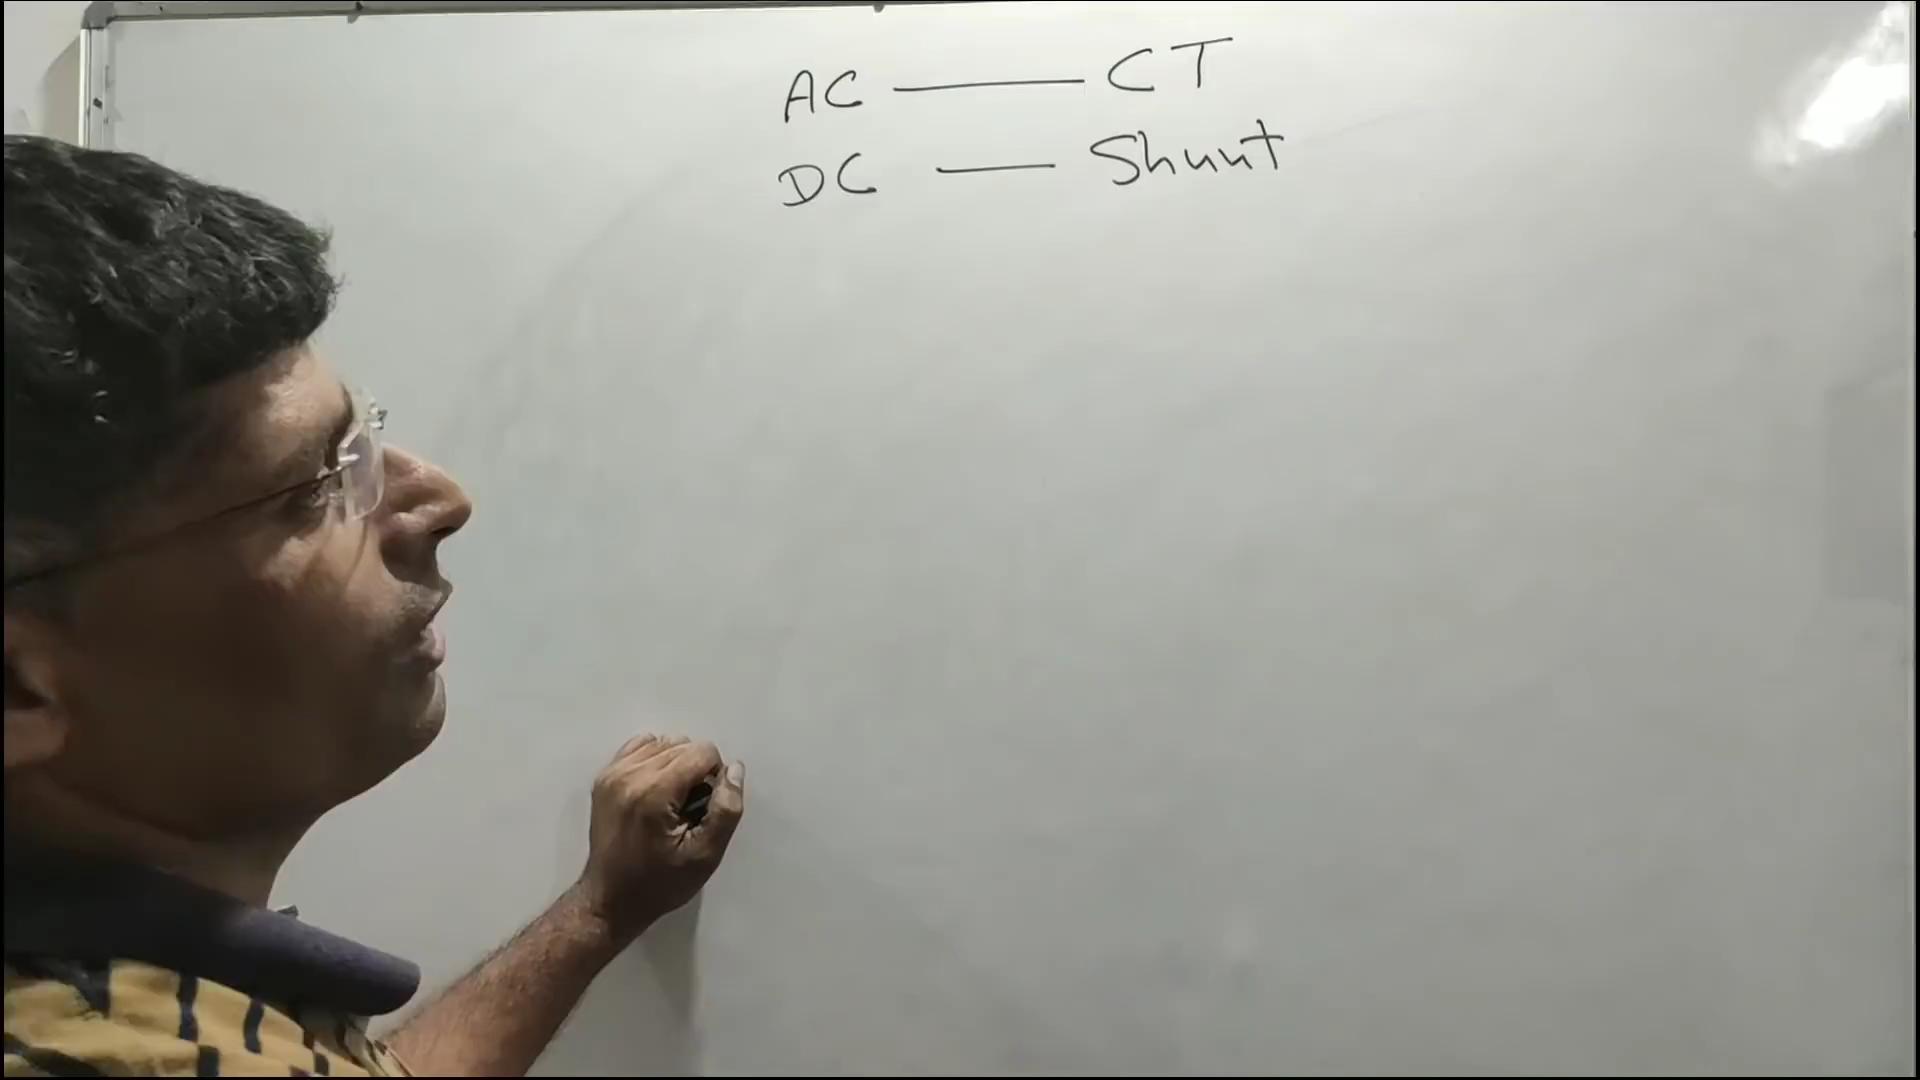 AC — CT
DC — Shunt